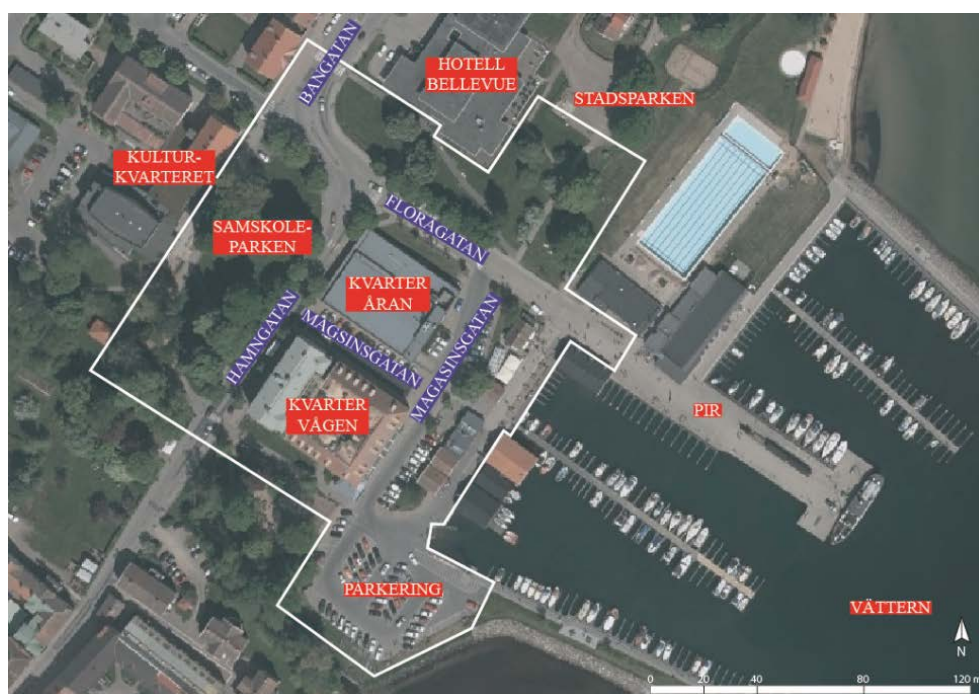 BANGATAN
HOTELL
BELLEVUE
STADSPARKEN
KULTUR-
KVARTERET
FLORAGATAN
SAMSKOLE-
PARKEN
KVARTER
ÅRAN
HAMNGATAN
MAGSINSGATAN
MAGASINSGATAN
KVARTER
VÅGEN
PIR
PARKERING
VÄTTERN
N
0 20 40 80 120 m